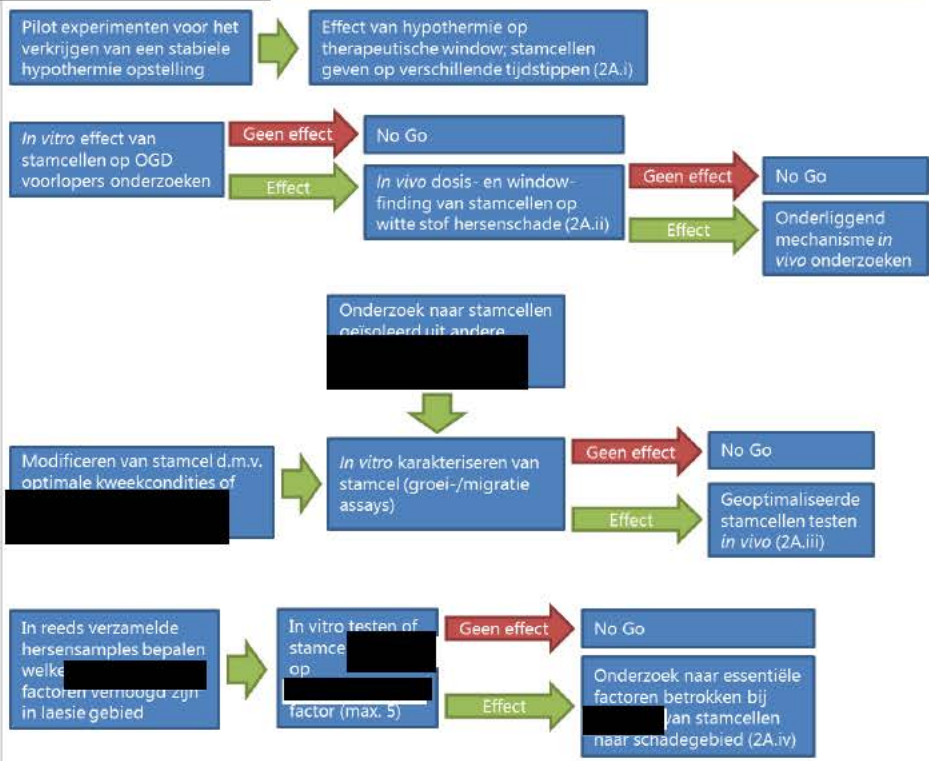 Pilot experimenten voor het
verkrijgen van een stabiele
hypothermie opstelling
Effect van hypothermie op
therapeutische window; stamcellen
geven op verschillende tijdstippen (2A.i)
In vitro effect van
stamcellen op OGD
voorlopers onderzoeken
Geen effect
No Go
Effect
In vivo dosis- en window-
finding van stamcellen op
witte stof hersenschade (2A.ii)
Geen effect
No Go
Effect
Onderliggend
mechanisme in
vivo onderzoeken
Onderzoek naar stamcellen
geïsoleerd uit andere
Modificeren van stamcel d.m.v.
optimale kweekcondities of
In vitro karakteriseren van
stamcel (groei-/migratie
assays)
Geen effect
No Go
Effect
Geoptimaliseerde
stamcellen testen
in vivo (2A.iii)
In reeds verzamelde
hersensamples bepalen
welke
factoren verhoogd zijn
in laesie gebied
In vitro testen of
stamce
op
factor (max. 5)
Geen effect
No Go
Effect
Onderzoek naar essentiële
factoren betrokken bij
van stamcellen
naar schadegebied (2A.iv)